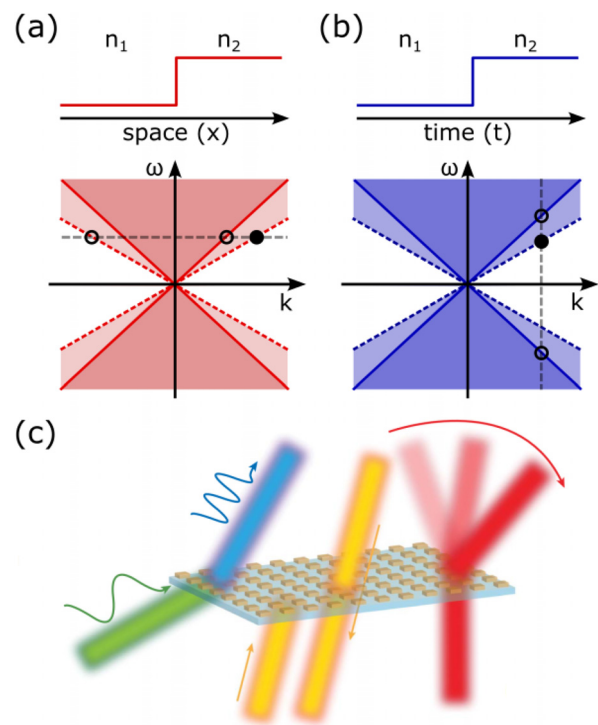 (a)
n1
n2
space (x)
ω
k
(b)
n1
n2
time (t)
ω
k
(c)